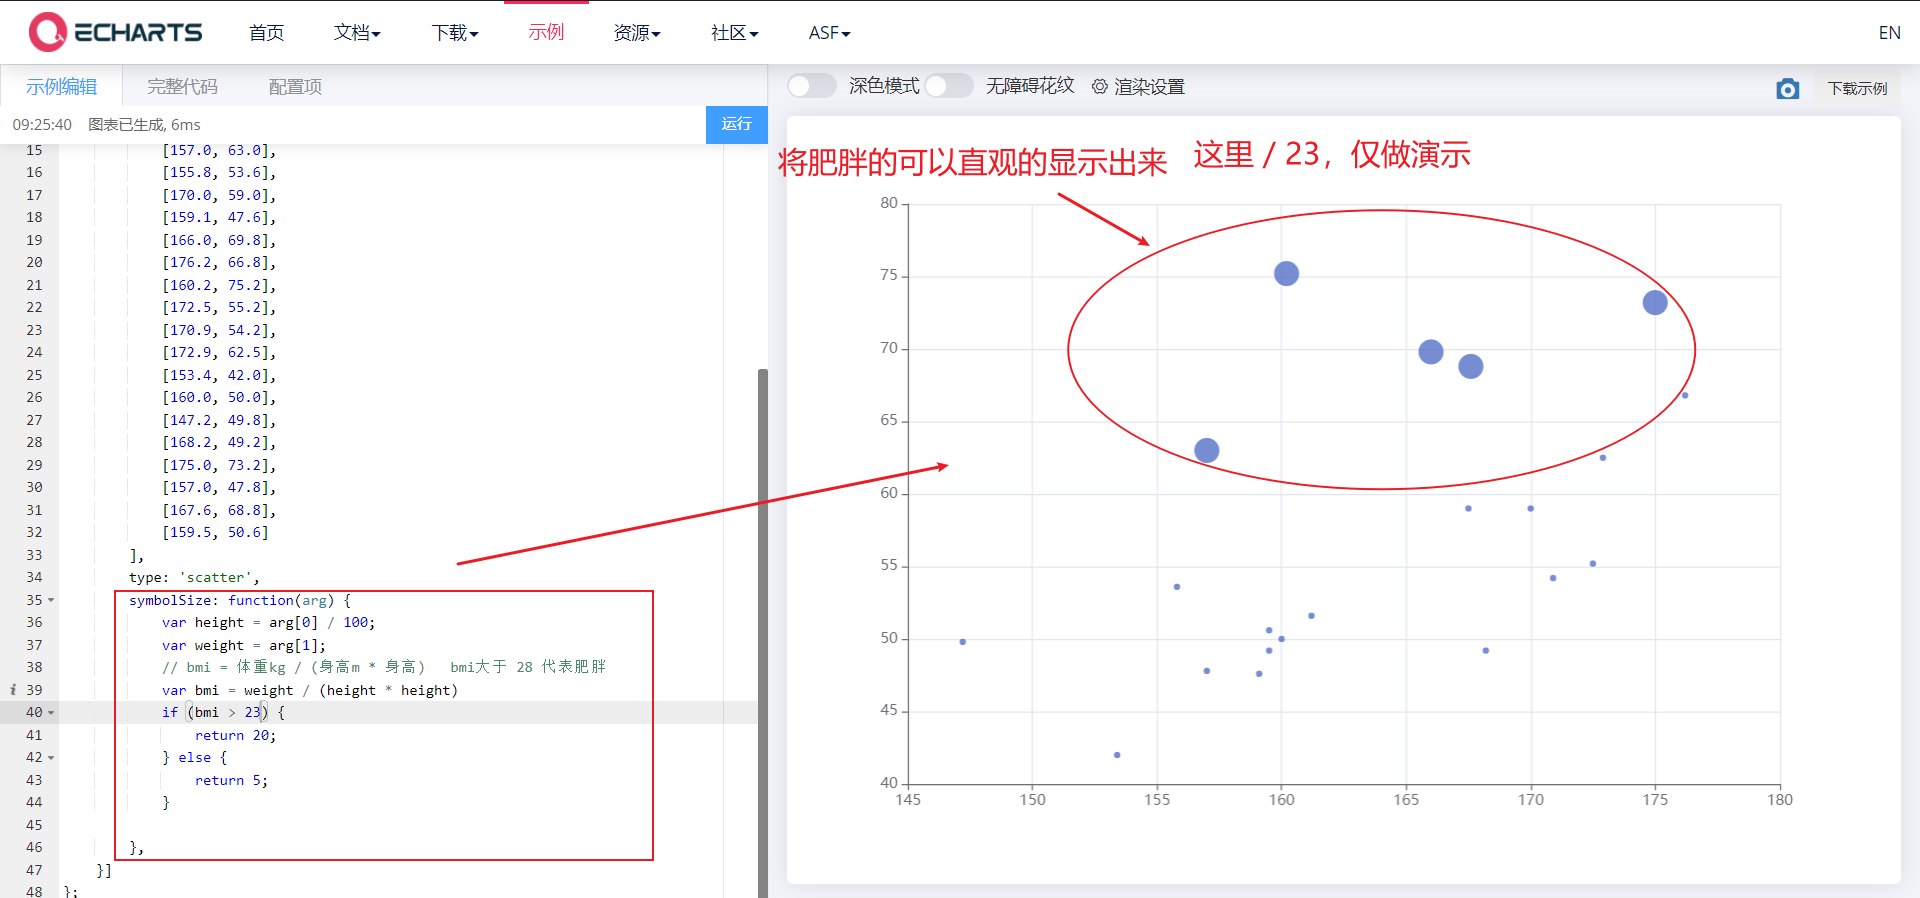 ECHARTS
首页
文档
下载
示例
资源
社区
ASF
EN
示例编辑
完整代码
配置项
深色模式
无障碍花纹
渲染设置
下载示例
09:25:40 图表已生成, 6ms
运行
15 [157.0, 63.0],
16 [155.8, 53.6],
17 [170.0, 59.0],
18 [159.1, 47.6],
19 [166.0, 69.8],
20 [176.2, 66.8],
21 [160.2, 75.2],
22 [172.5, 55.2],
23 [170.9, 54.2],
24 [172.9, 62.5],
25 [153.4, 42.0],
26 [160.0, 50.0],
27 [147.2, 49.8],
28 [168.2, 49.2],
29 [175.0, 73.2],
30 [157.0, 47.8],
31 [167.6, 68.8],
32 [159.5, 50.6]
33 ],
34 type: 'scatter',
35 symbolSize: function(arg) {
36 var height = arg[0] / 100;
37 var weight = arg[1];
38 // bmi = 体重kg / (身高m * 身高) bmi大于 28 代表肥胖
i 39 var bmi = weight / (height * height)
40 if (bmi > 23) {
41 return 20;
42 } else {
43 return 5;
44 }
45
46 },
47 }]
48 };
将肥胖的可以直观的显示出来
这里 / 23，仅做演示
80
75
70
65
60
55
50
45
40
145
150
155
160
165
170
175
180